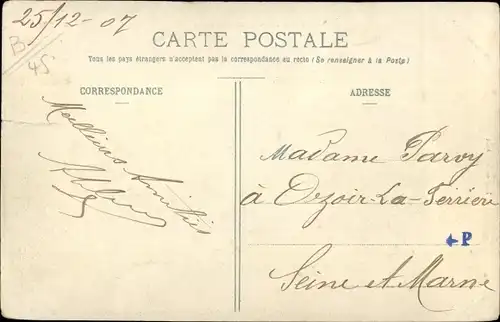 25/12-07
B
45
CARTE POSTALE
Tous les pays étrangers n'acceptent pas la correspondance au recto (Se renseigner à la Poste)
CORRESPONDANCE
ADRESSE
Meilleures Amitiés
Madame Parvy
à Ozoir-La-Ferrière
P
Seine et Marne